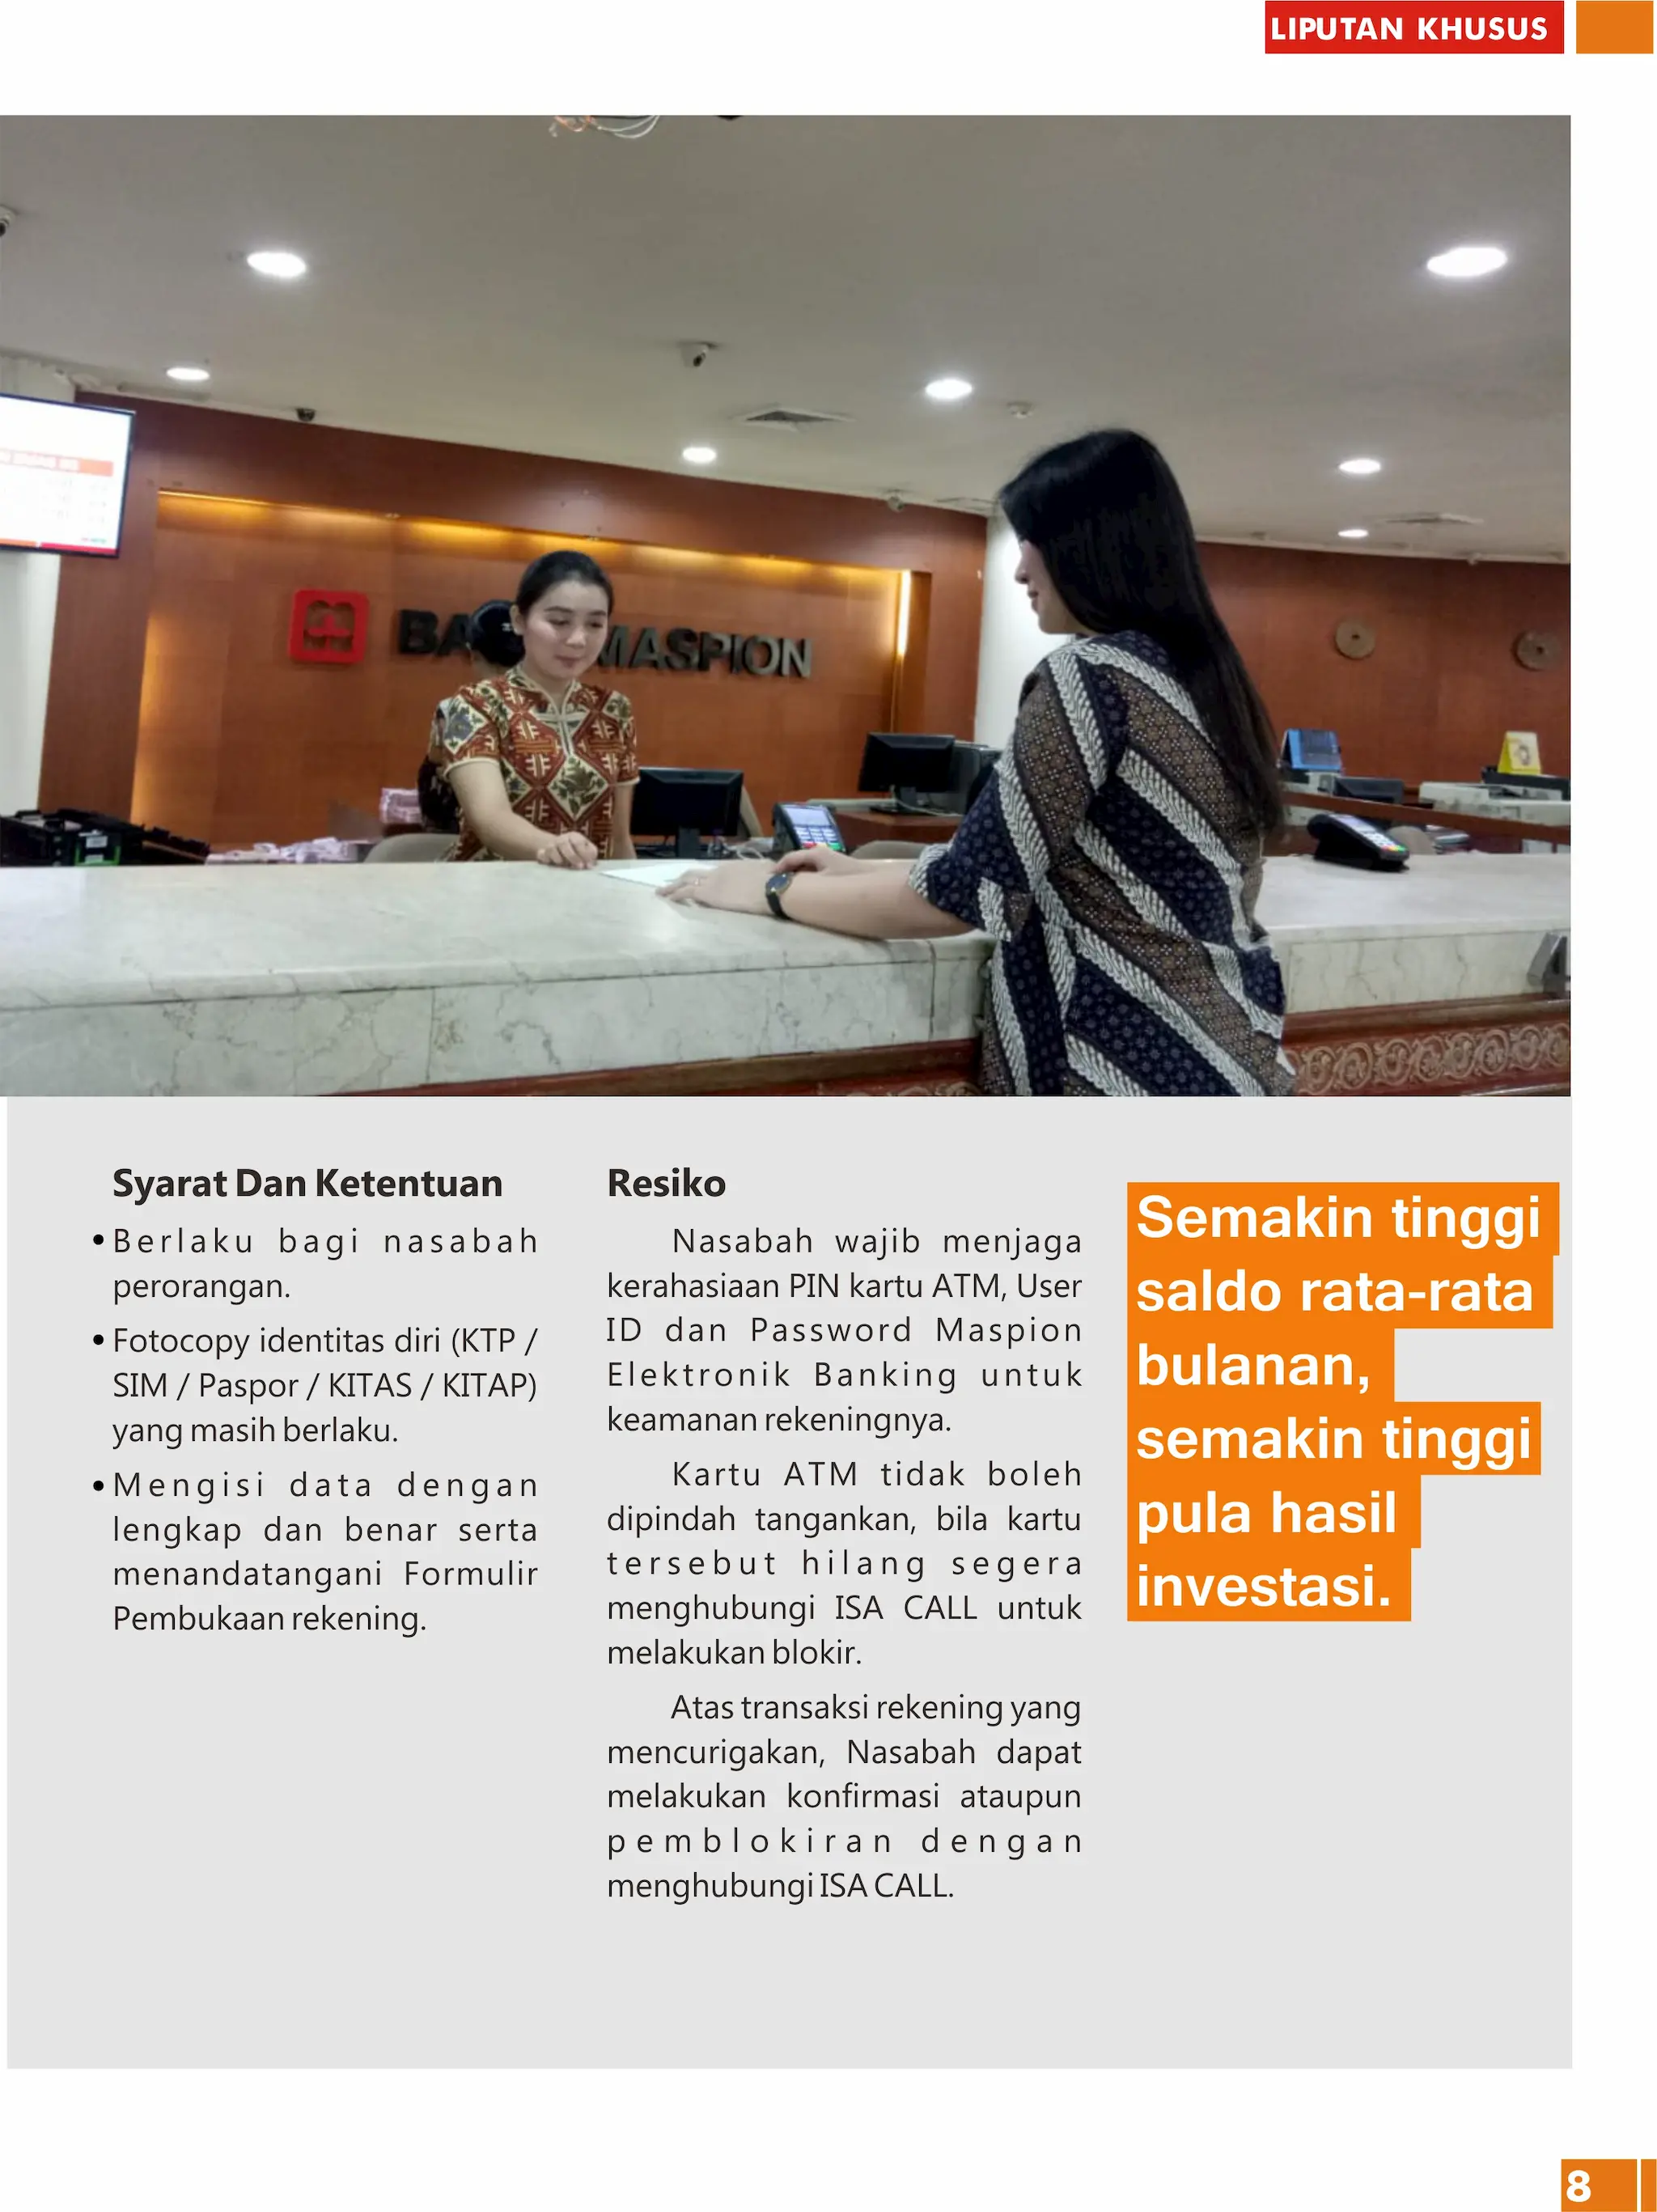 LIPUTAN KHUSUS
MASPION
Syarat Dan Ketentuan
• Berlaku bagi nasabah
perorangan.
• Fotocopy identitas diri (KTP /
SIM / Paspor / KITAS / KITAP)
yang masih berlaku.
• Mengisi data dengan
lengkap dan benar serta
menandatangani Formulir
Pembukaan rekening.
Resiko
Nasabah wajib menjaga
kerahasiaan PIN kartu ATM, User
ID dan Password Maspion
Elektronik Banking untuk
keamanan rekeningnya.
Kartu ATM tidak boleh
dipindah tangankan, bila kartu
tersebut hilang segera
menghubungi ISA CALL untuk
melakukan blokir.
Atas transaksi rekening yang
mencurigakan, Nasabah dapat
melakukan konfirmasi ataupun
pemblokiran dengan
menghubungi ISA CALL.
Semakin tinggi
saldo rata-rata
bulanan,
semakin tinggi
pula hasil
investasi.
8